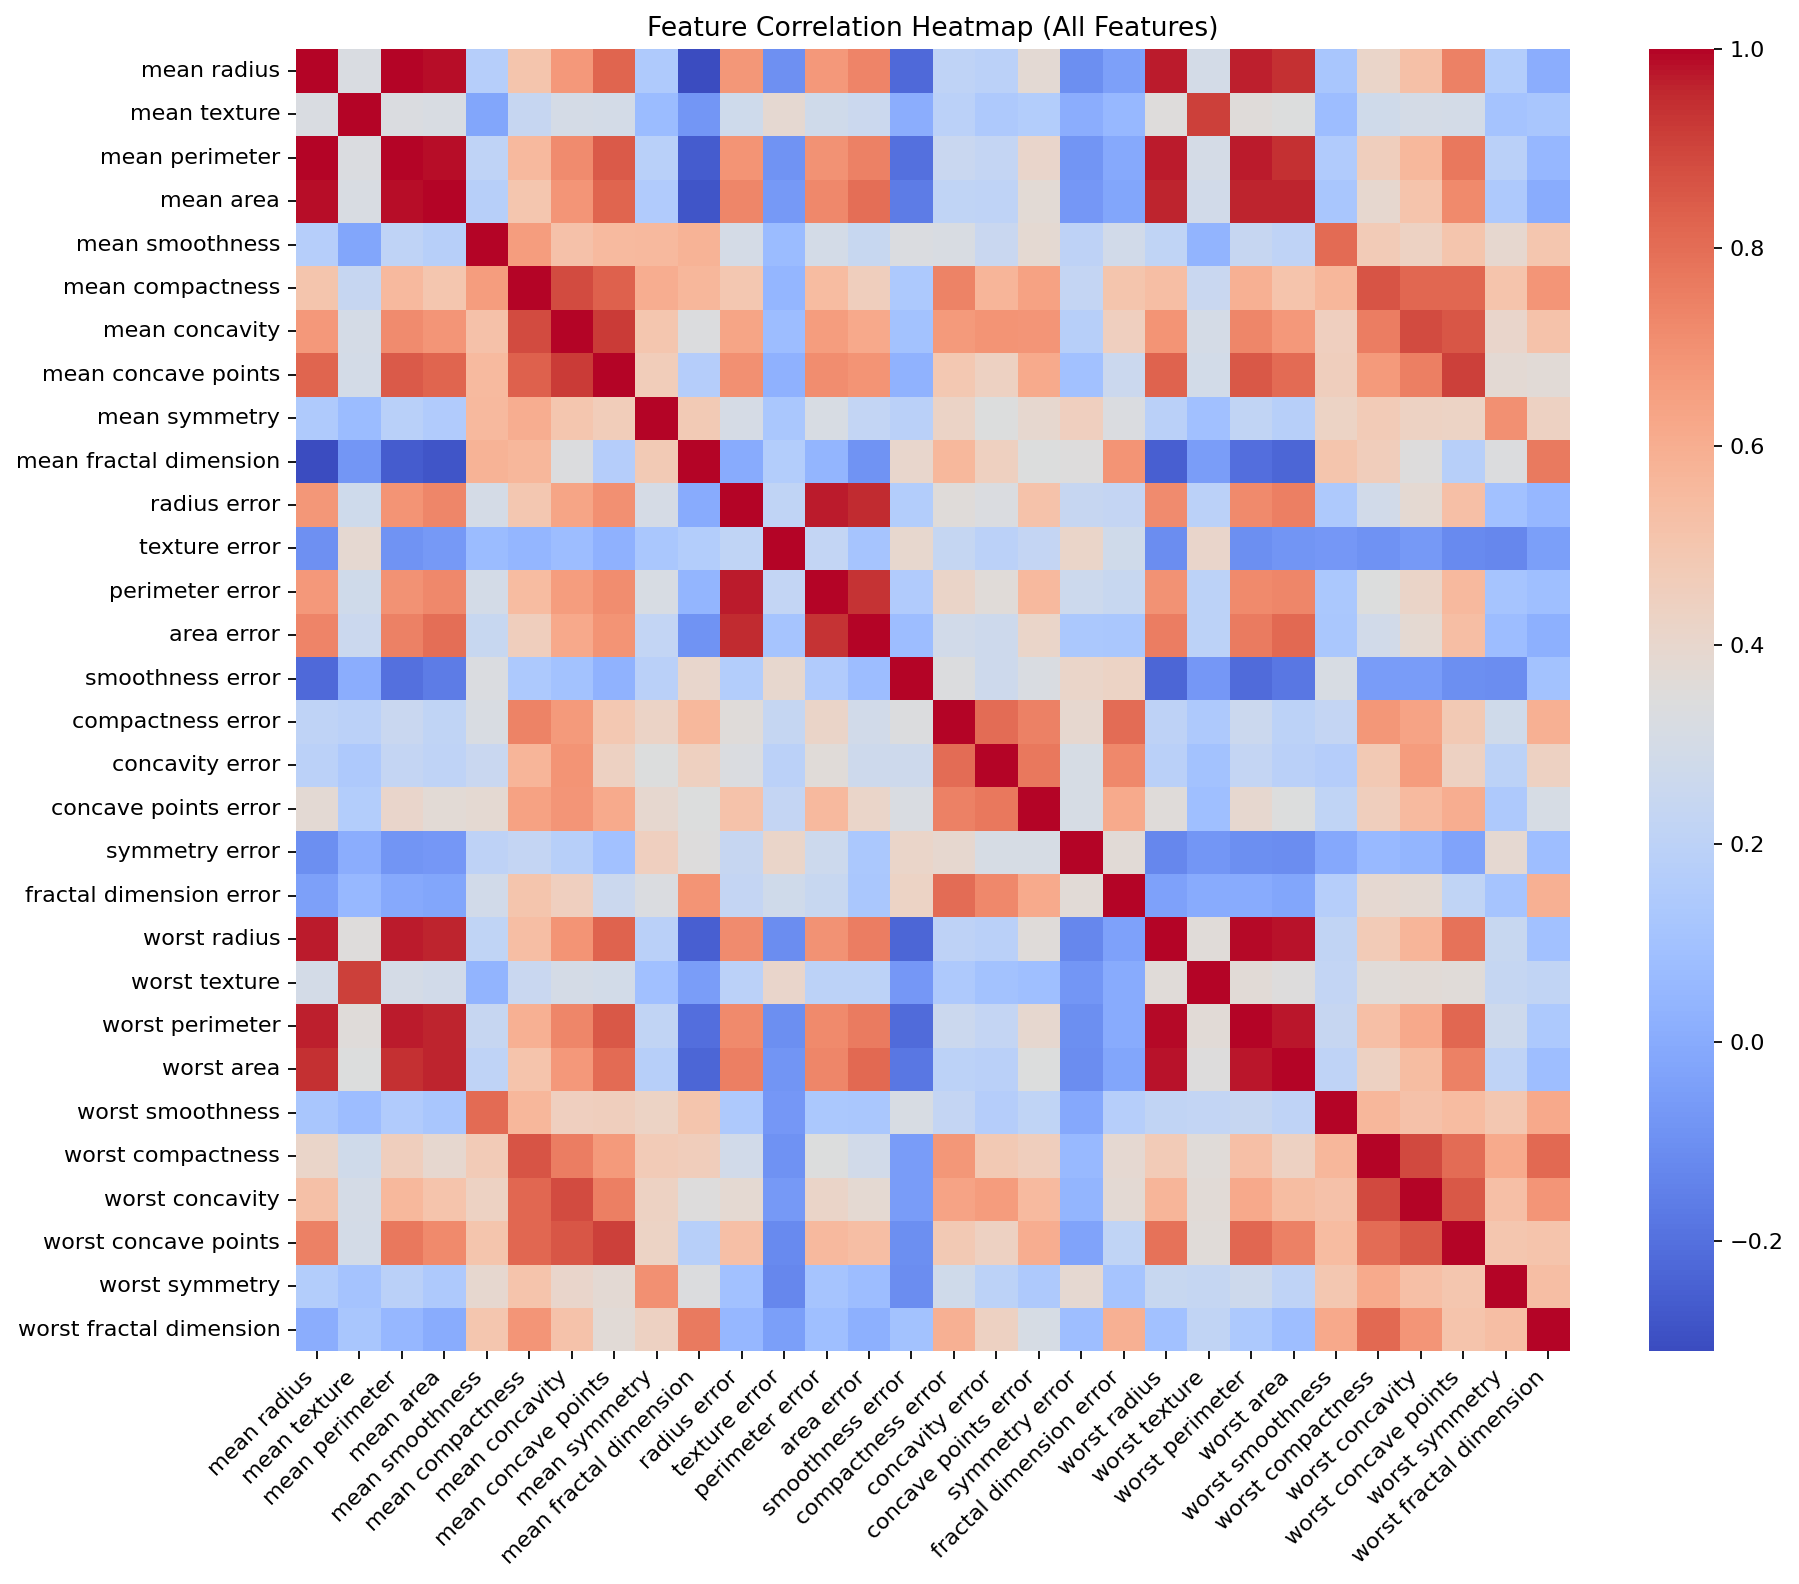 Feature Correlation Heatmap (All Features)
mean radius
mean texture
mean perimeter
mean area
mean smoothness
mean compactness
mean concavity
mean concave points
mean symmetry
mean fractal dimension
radius error
texture error
perimeter error
area error
smoothness error
compactness error
concavity error
concave points error
symmetry error
fractal dimension error
worst radius
worst texture
worst perimeter
worst area
worst smoothness
worst compactness
worst concavity
worst concave points
worst symmetry
worst fractal dimension
mean radius
mean texture
mean perimeter
mean area
mean smoothness
mean compactness
mean concavity
mean concave points
mean symmetry
mean fractal dimension
radius error
texture error
perimeter error
area error
smoothness error
compactness error
concavity error
concave points error
symmetry error
fractal dimension error
worst radius
worst texture
worst perimeter
worst area
worst smoothness
worst compactness
worst concavity
worst concave points
worst symmetry
worst fractal dimension
1.0
0.8
0.6
0.4
0.2
0.0
−0.2